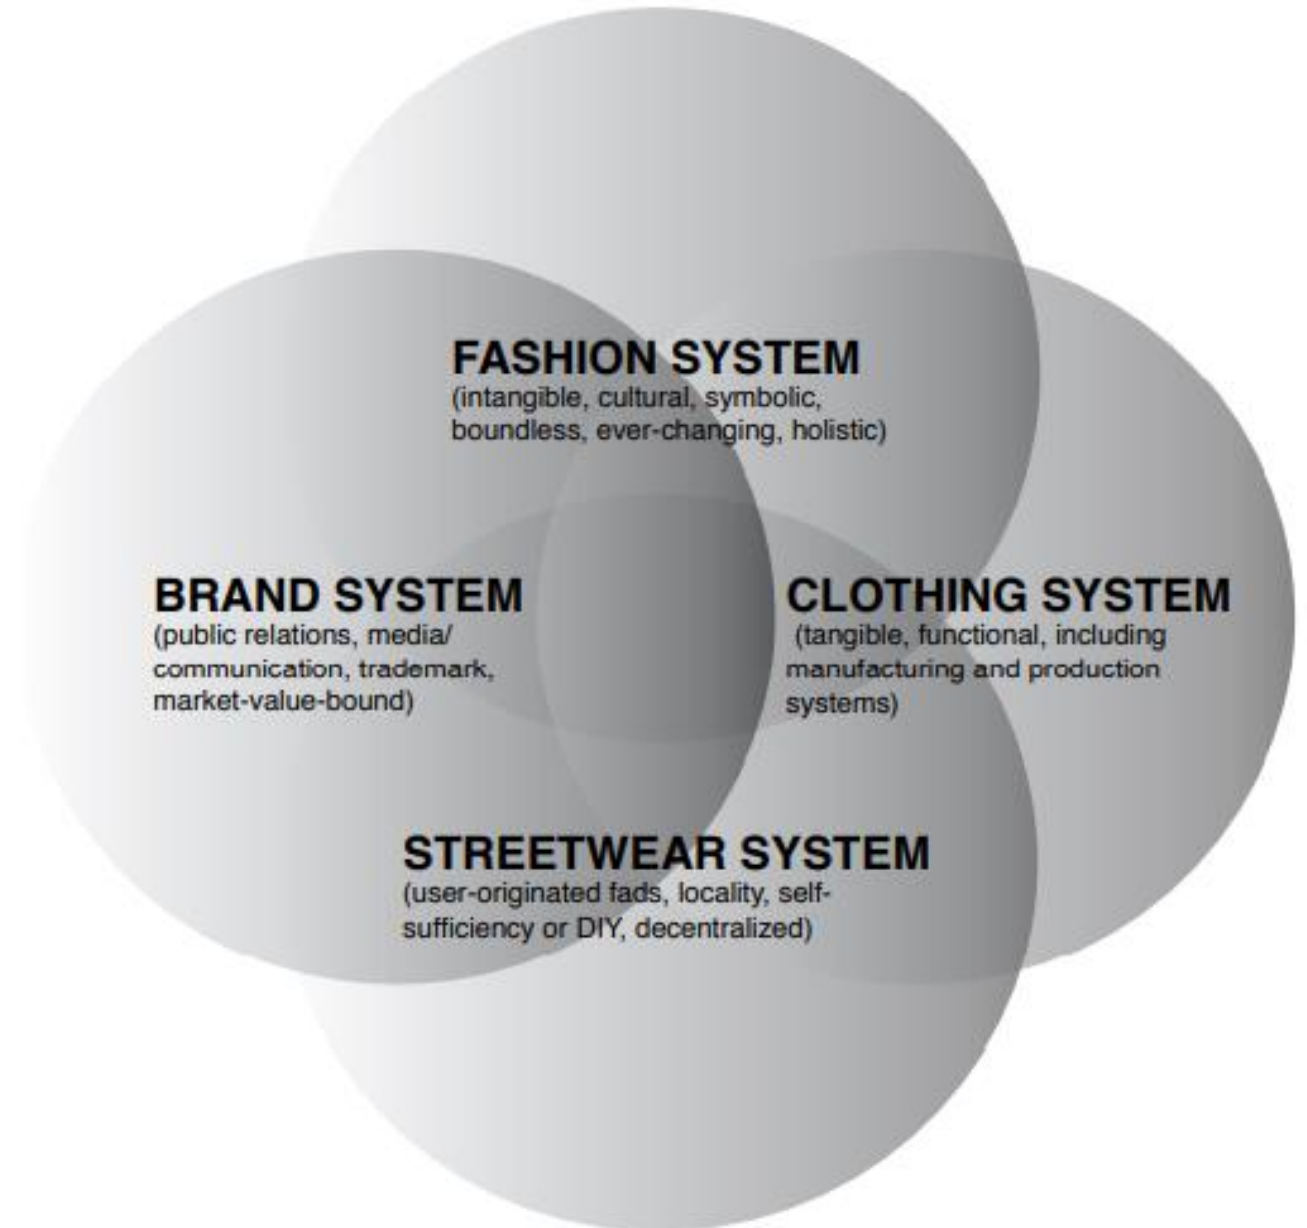 FASHION SYSTEM
(intangible, cultural, symbolic,
boundless, ever-changing, holistic)
BRAND SYSTEM
(public relations, media/
communication, trademark,
market-value-bound)
CLOTHING SYSTEM
(tangible, functional, including
manufacturing and production
systems)
STREETWEAR SYSTEM
(user-originated fads, locality, self-
sufficiency or DIY, decentralized)